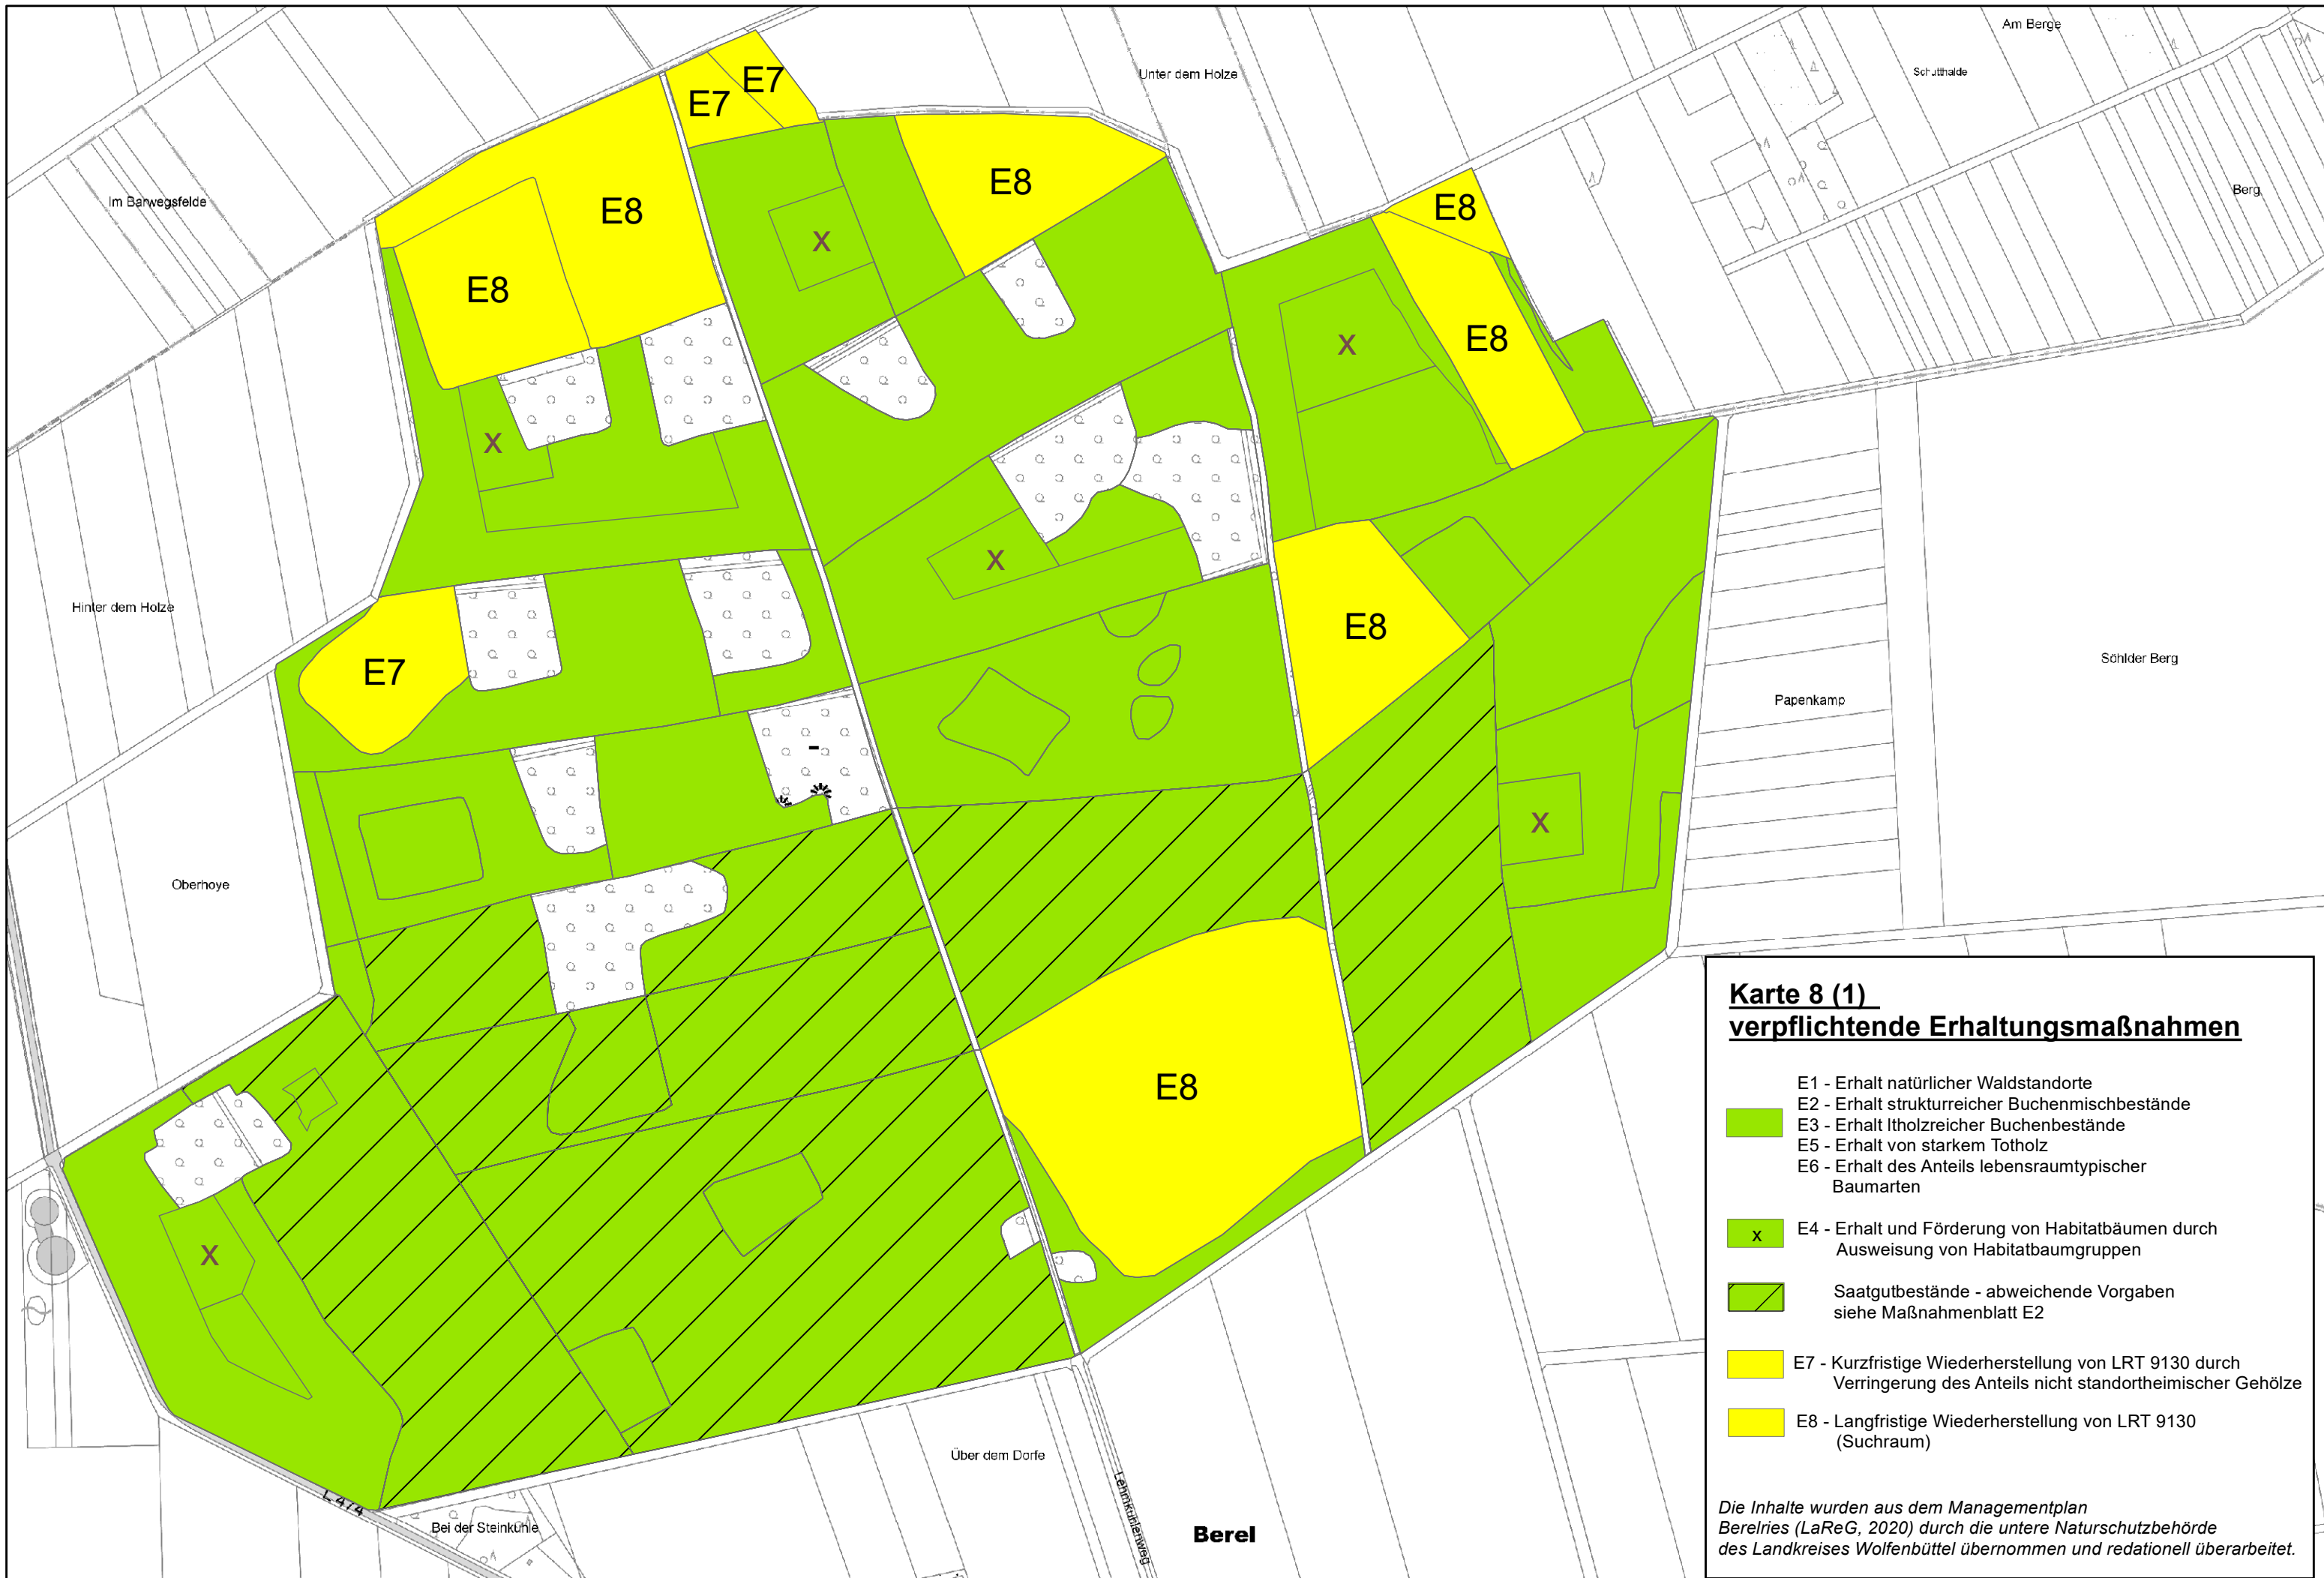 Am Berge
Unter dem Holze
Schutthalde
E7
E7
E8
E8
E8
Berg
Im Barwegsfelde
E8
X
E8
E8
X
X
X
Hinter dem Holze
E8
E7
Söhlder Berg
Papenkamp
X
Oberhoye
E8
X
L 474
Bei der Steinkuhle
Über dem Dorfe
Lehmkuhlenweg
Berel
Karte 8 (1)
verpflichtende Erhaltungsmaßnahmen
E1 - Erhalt natürlicher Waldstandorte
E2 - Erhalt strukturreicher Buchenmischbestände
E3 - Erhalt ltholzreicher Buchenbestände
E5 - Erhalt von starkem Totholz
E6 - Erhalt des Anteils lebensraumtypischer
Baumarten
x
E4 - Erhalt und Förderung von Habitatbäumen durch
Ausweisung von Habitatbaumgruppen
Saatgutbestände - abweichende Vorgaben
siehe Maßnahmenblatt E2
E7 - Kurzfristige Wiederherstellung von LRT 9130 durch
Verringerung des Anteils nicht standortheimischer Gehölze
E8 - Langfristige Wiederherstellung von LRT 9130
(Suchraum)
Die Inhalte wurden aus dem Managementplan
Berelries (LaReG, 2020) durch die untere Naturschutzbehörde
des Landkreises Wolfenbüttel übernommen und redationell überarbeitet.